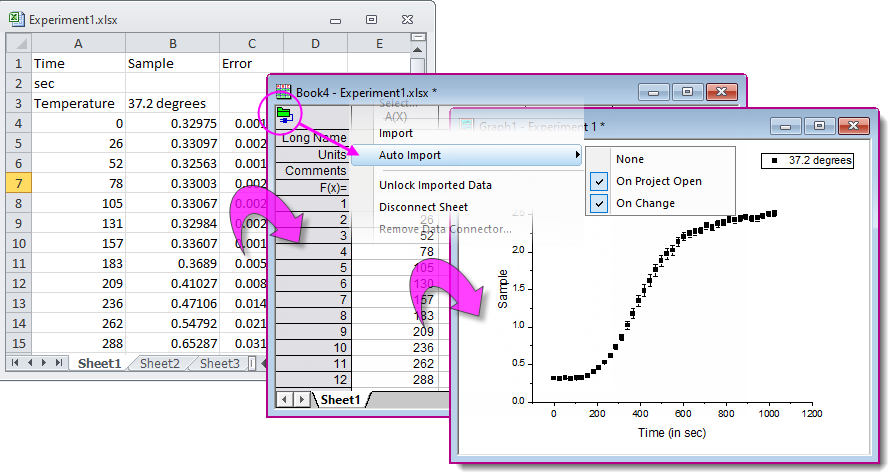 Experiment1.xlsx
A B C D E
1 Time Sample Error
2 sec
3 Temperature 37.2 degrees
4 0 0.32975 0.001
5 26 0.33097 0.002
6 52 0.32563 0.001
7 78 0.33003 0.002
8 105 0.33067 0.002
9 131 0.32984 0.002
10 157 0.33607 0.001
11 183 0.3689 0.005
12 209 0.41027 0.008
13 236 0.47106 0.014
14 262 0.54792 0.021
15 288 0.65287 0.031
Sheet1 Sheet2 Sheet3
Book4 - Experiment1.xlsx *
Select...
A(X)
Import
Auto Import
Unlock Imported Data
Disconnect Sheet
Remove Data Connector...
Long Name
Units
Comments
F(x)=
1
2 26
3 52
4 78
5 105
6 130
7 157
8 183
9 209
10 236
11 262
12 288
Sheet1
None
On Project Open
On Change
Graph1 - Experiment 1 *
37.2 degrees
Sample
2.5
2.0
1.5
1.0
0.5
0.0
0 200 400 600 800 1000 1200
Time (in sec)